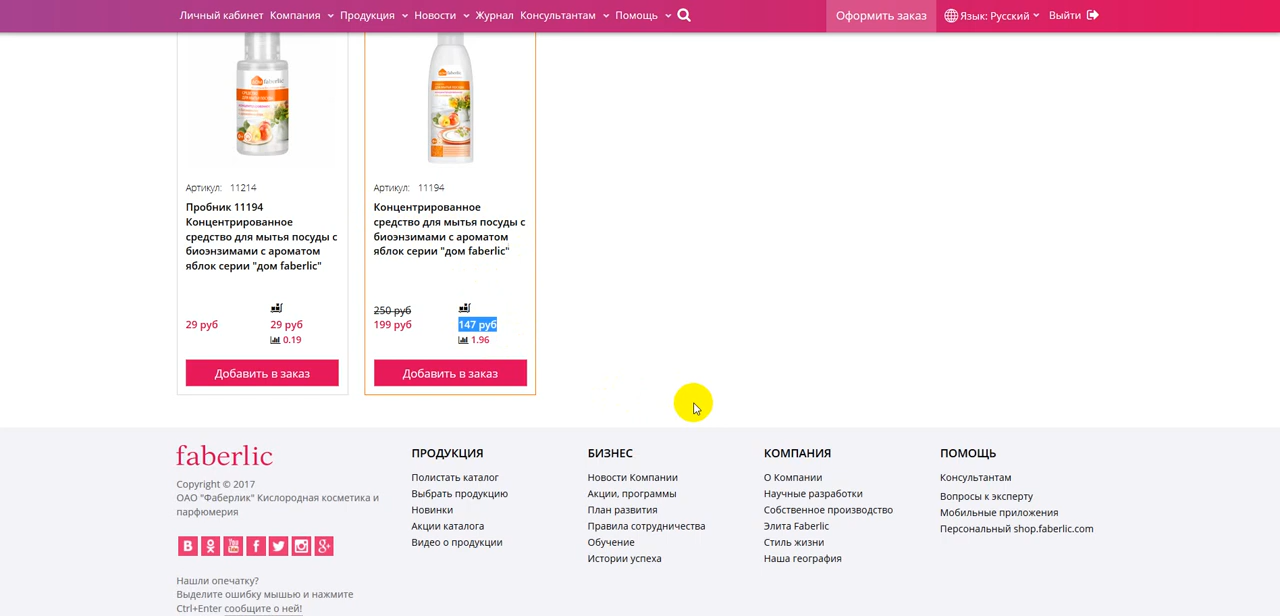 Личный кабинет Компания Продукция Новости Журнал Консультантам Помощь Оформить заказ Язык: Русский Выйти
faberlic
faberlic
Артикул: 11214
Пробник 11194
Концентрированное
средство для мытья посуды с
биоэнзимами с ароматом
яблок серии "дом faberlic"
29 руб
29 руб
0.19
Добавить в заказ
Артикул: 11194
Концентрированное
средство для мытья посуды с
биоэнзимами с ароматом
яблок серии "дом faberlic"
250 руб
199 руб
147 руб
1.96
Добавить в заказ
faberlic
Copyright © 2017
ОАО "Фаберлик" Кислородная косметика и
парфюмерия
Нашли опечатку?
Выделите ошибку мышью и нажмите
Ctrl+Enter сообщите о ней!
ПРОДУКЦИЯ
Полистать каталог
Выбрать продукцию
Новинки
Акции каталога
Видео о продукции
БИЗНЕС
Новости Компании
Акции, программы
План развития
Правила сотрудничества
Обучение
Истории успеха
КОМПАНИЯ
О Компании
Научные разработки
Собственное производство
Элита Faberlic
Стиль жизни
Наша география
ПОМОЩЬ
Консультантам
Вопросы к эксперту
Мобильные приложения
Персональный shop.faberlic.com